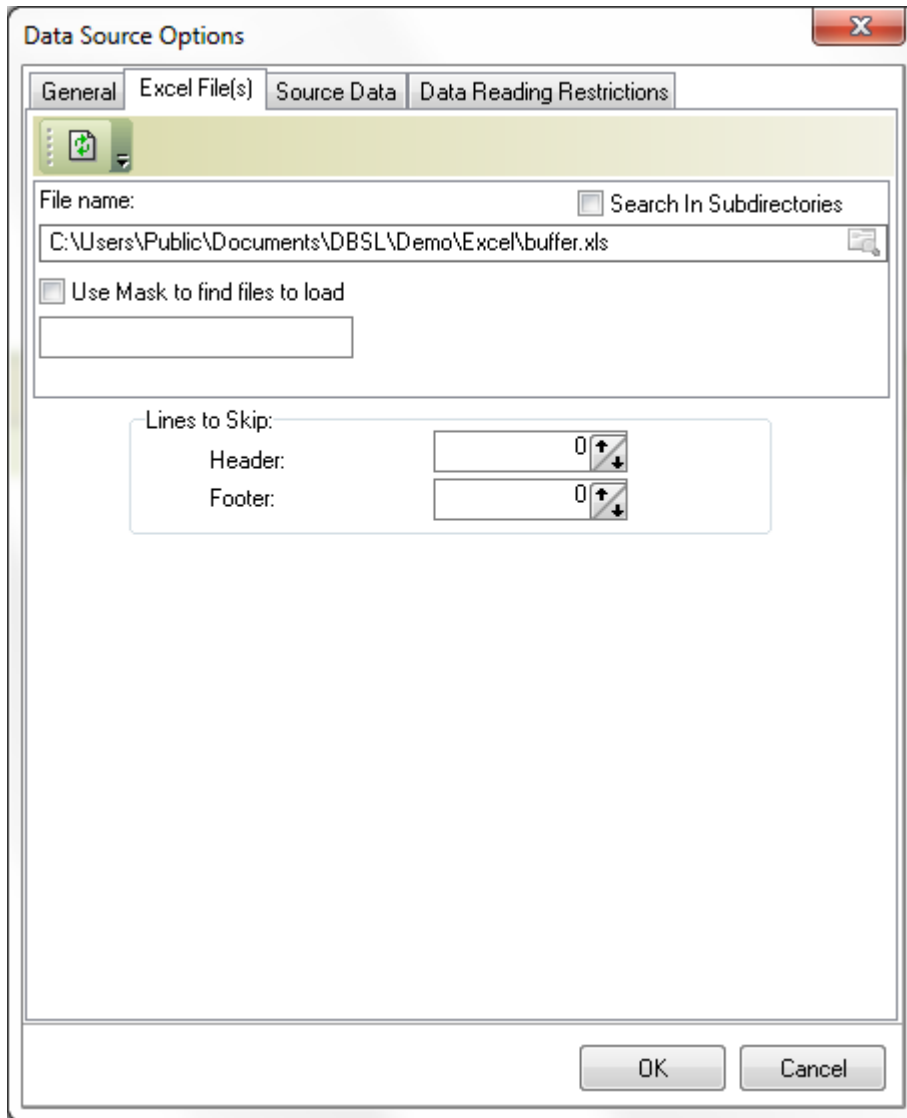 Data Source Options
General Excel File(s) Source Data Data Reading Restrictions
File name: Search In Subdirectories
C:\Users\Public\Documents\DBSL\Demo\Excel\buffer.xls
Use Mask to find files to load
Lines to Skip:
Header: 0
Footer: 0
OK Cancel